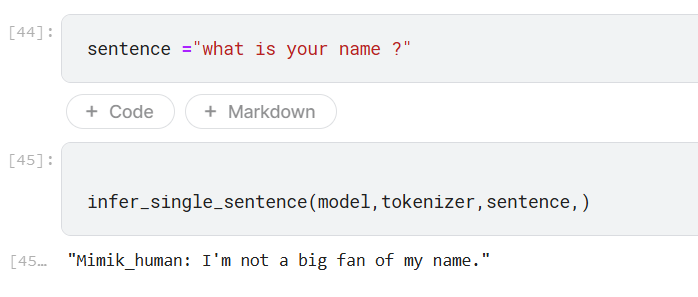 [44]:
sentence ="what is your name ?"
+ Code + Markdown
[45]:
infer_single_sentence(model,tokenizer,sentence,)
[45…
"Mimik_human: I'm not a big fan of my name."